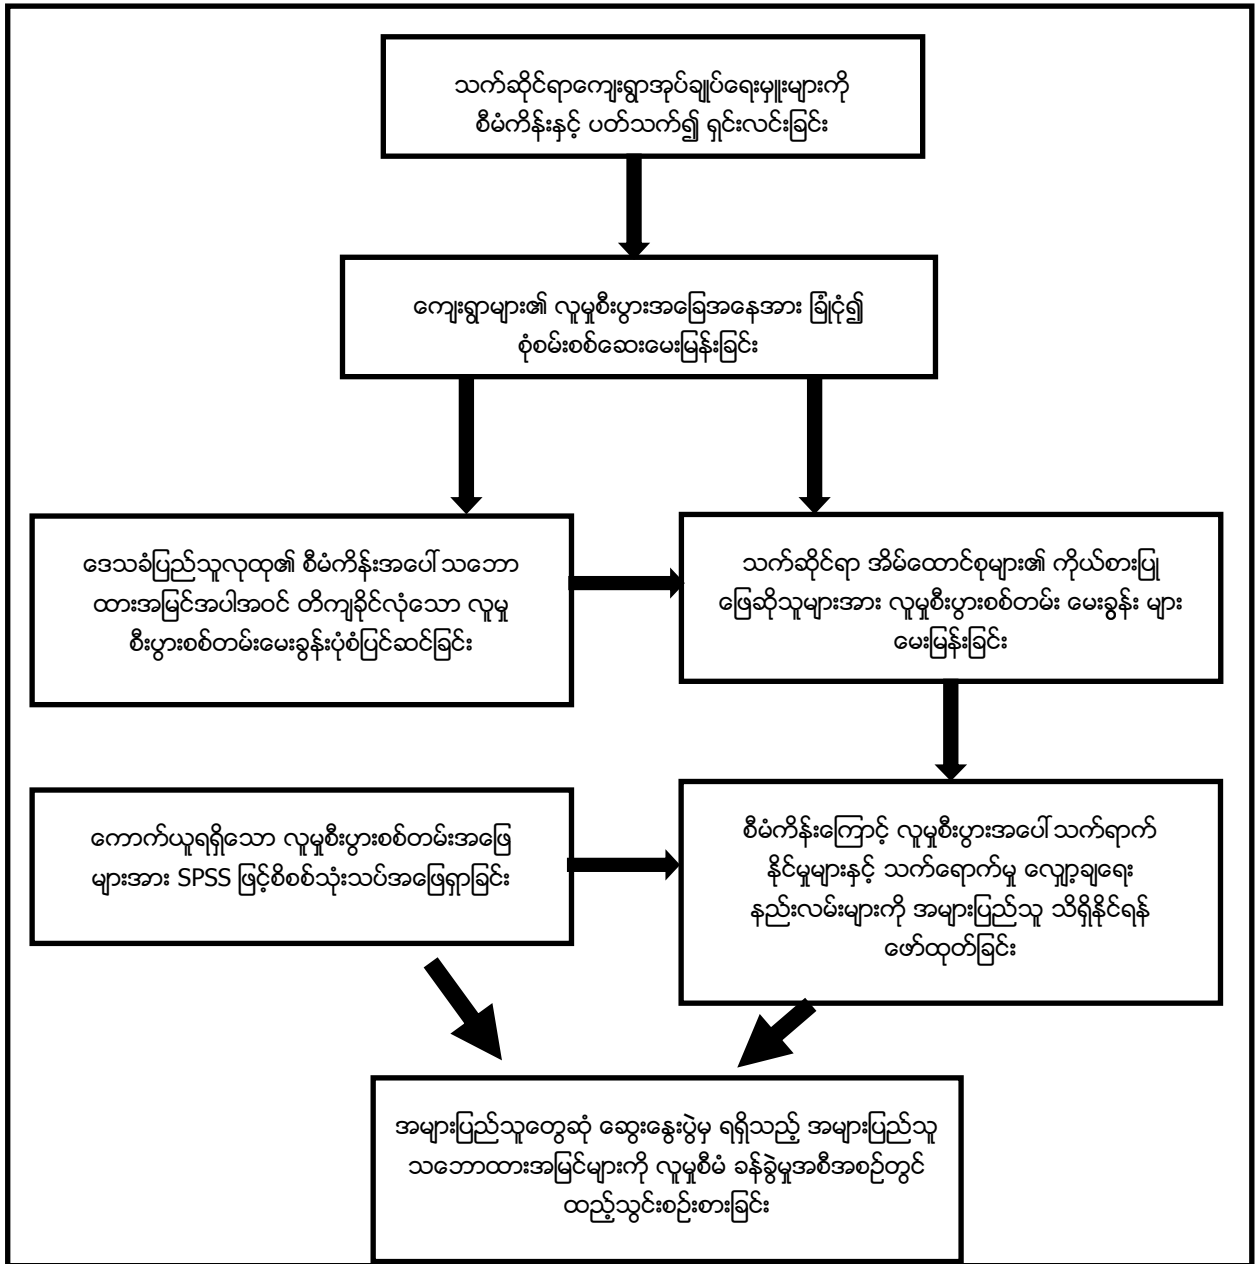 သက်ဆိုင်ရာကျေးရွာအုပ်ချုပ်ရေးမှူးများကို
စီမံကိန်းနှင့် ပတ်သက်၍ ရှင်းလင်းခြင်း
ကျေးရွာများ၏ လူမှုစီးပွားအခြေအနေအား ခြုံငုံ၍
စုံစမ်းစစ်ဆေးမေးမြန်းခြင်း
ဒေသခံပြည်သူလုထု၏ စီမံကိန်းအပေါ် သဘော
ထားအမြင်အပါအဝင် တိကျခိုင်လုံသော လူမှု
စီးပွားစစ်တမ်းမေးခွန်းပုံစံပြင်ဆင်ခြင်း
သက်ဆိုင်ရာ အိမ်ထောင်စုများ၏ ကိုယ်စားပြု
ဖြေဆိုသူများအား လူမှုစီးပွားစစ်တမ်း မေးခွန်း များ
မေးမြန်းခြင်း
ကောက်ယူရရှိသော လူမှုစီးပွားစစ်တမ်းအဖြေ
များအား SPSS ဖြင့်စိစစ်သုံးသပ်အဖြေရှာခြင်း
စီမံကိန်းကြောင့် လူမှုစီးပွားအပေါ် သက်ရာက်
နိုင်မှုများနှင့် သက်ရောက်မှု လျှော့ချရေး
နည်းလမ်းများကို အများပြည်သူ သိရှိနိုင်ရန်
ဖော်ထုတ်ခြင်း
အများပြည်သူတွေ့ဆုံ ဆွေးနွေးပွဲမှ ရရှိသည့် အများပြည်သူ
သဘောထားအမြင်များကို လူမှုစီမံ ခန်ခွဲမှုအစီအစဉ်တွင်
ထည့်သွင်းစဉ်းစားခြင်း